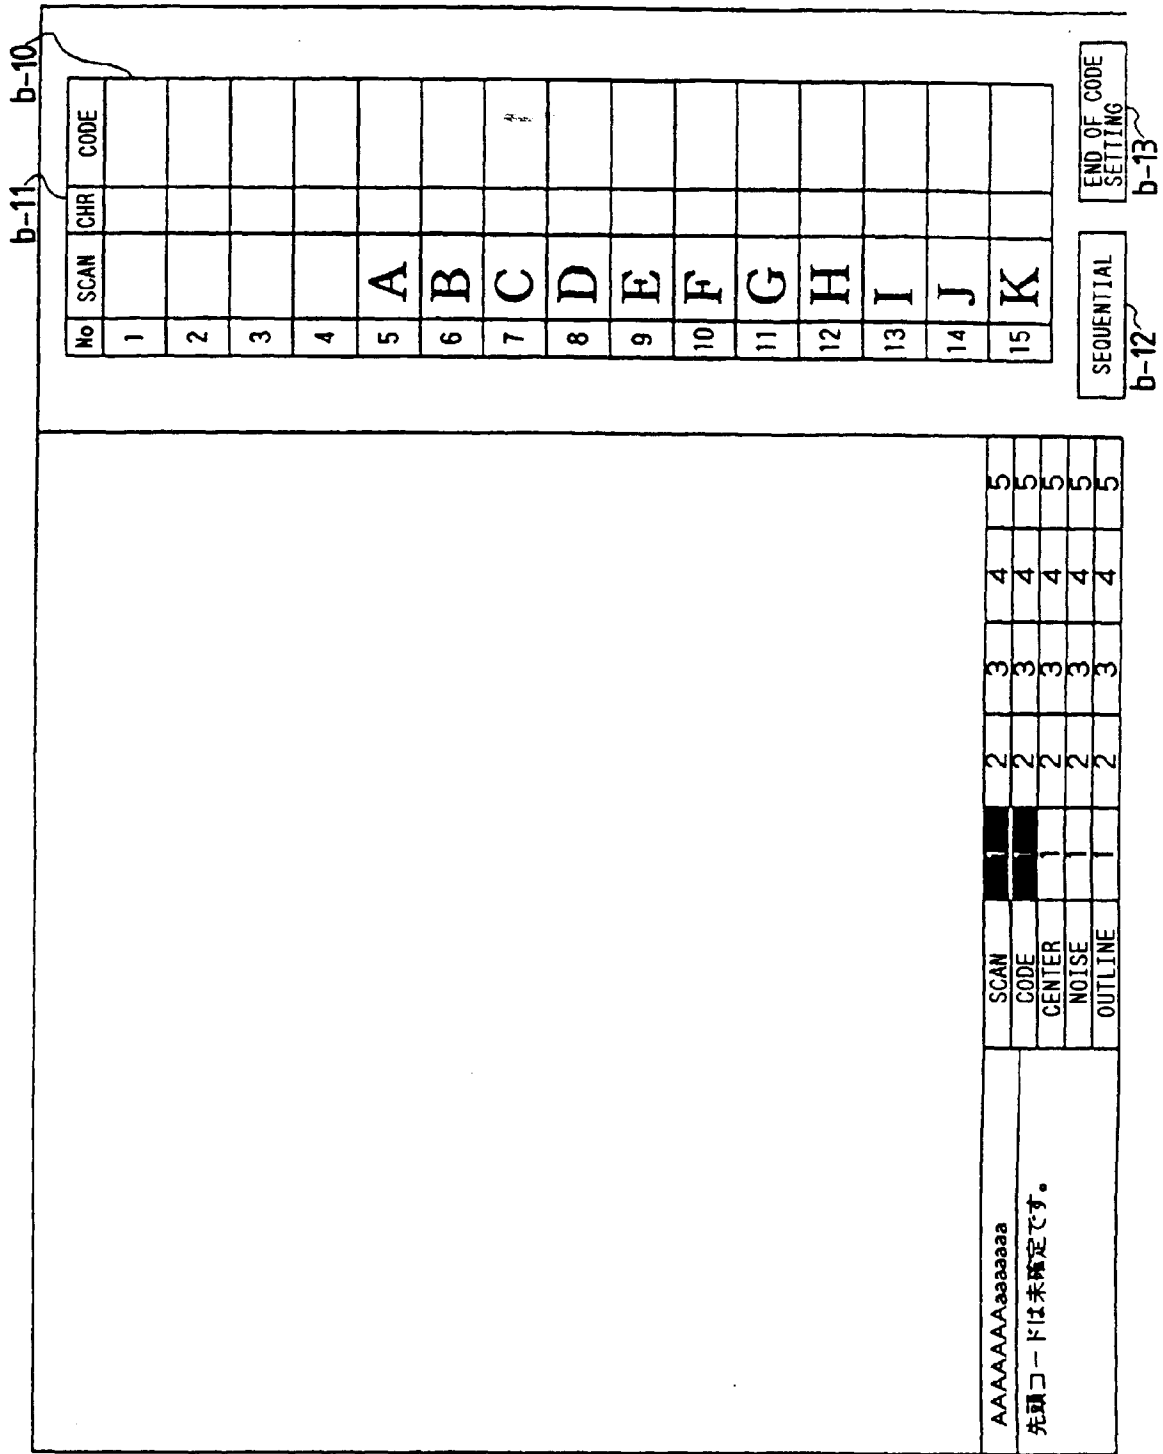 b-10
b-11
No SCAN CHR CODE
1
2
3
4
5 A
6 B
7 C
8 D
9 E
10 F
11 G
12 H
13 I
14 J
15 K
SEQUENTIAL
b-12
END OF CODE
SETTING
b-13
SCAN 1 2 3 4 5
CODE 1 2 3 4 5
CENTER 1 2 3 4 5
NOISE 1 2 3 4 5
OUTLINE 1 2 3 4 5
AAAAAAAaaaaaaa
先頭コードは未確定です。